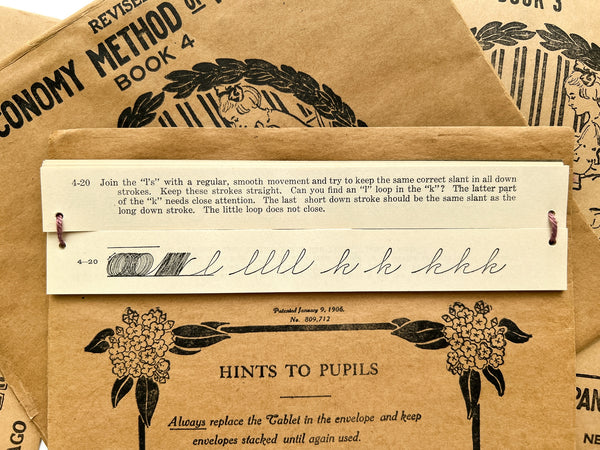 REVISED
ECONOMY METHOD OF
BOOK 4
BOOK 3
4-20 Join the "l's" with a regular, smooth movement and try to keep the same correct slant in all down
strokes. Keep these strokes straight. Can you find an "l" loop in the "k"? The latter part
of the "k" needs close attention. The last short down stroke should be the same slant as the
long down stroke. The little loop does not close.
4-20 l llll k k kkk
Patented January 9, 1906.
No. 809,712
HINTS TO PUPILS
Always replace the Tablet in the envelope and keep
envelopes stacked until again used.